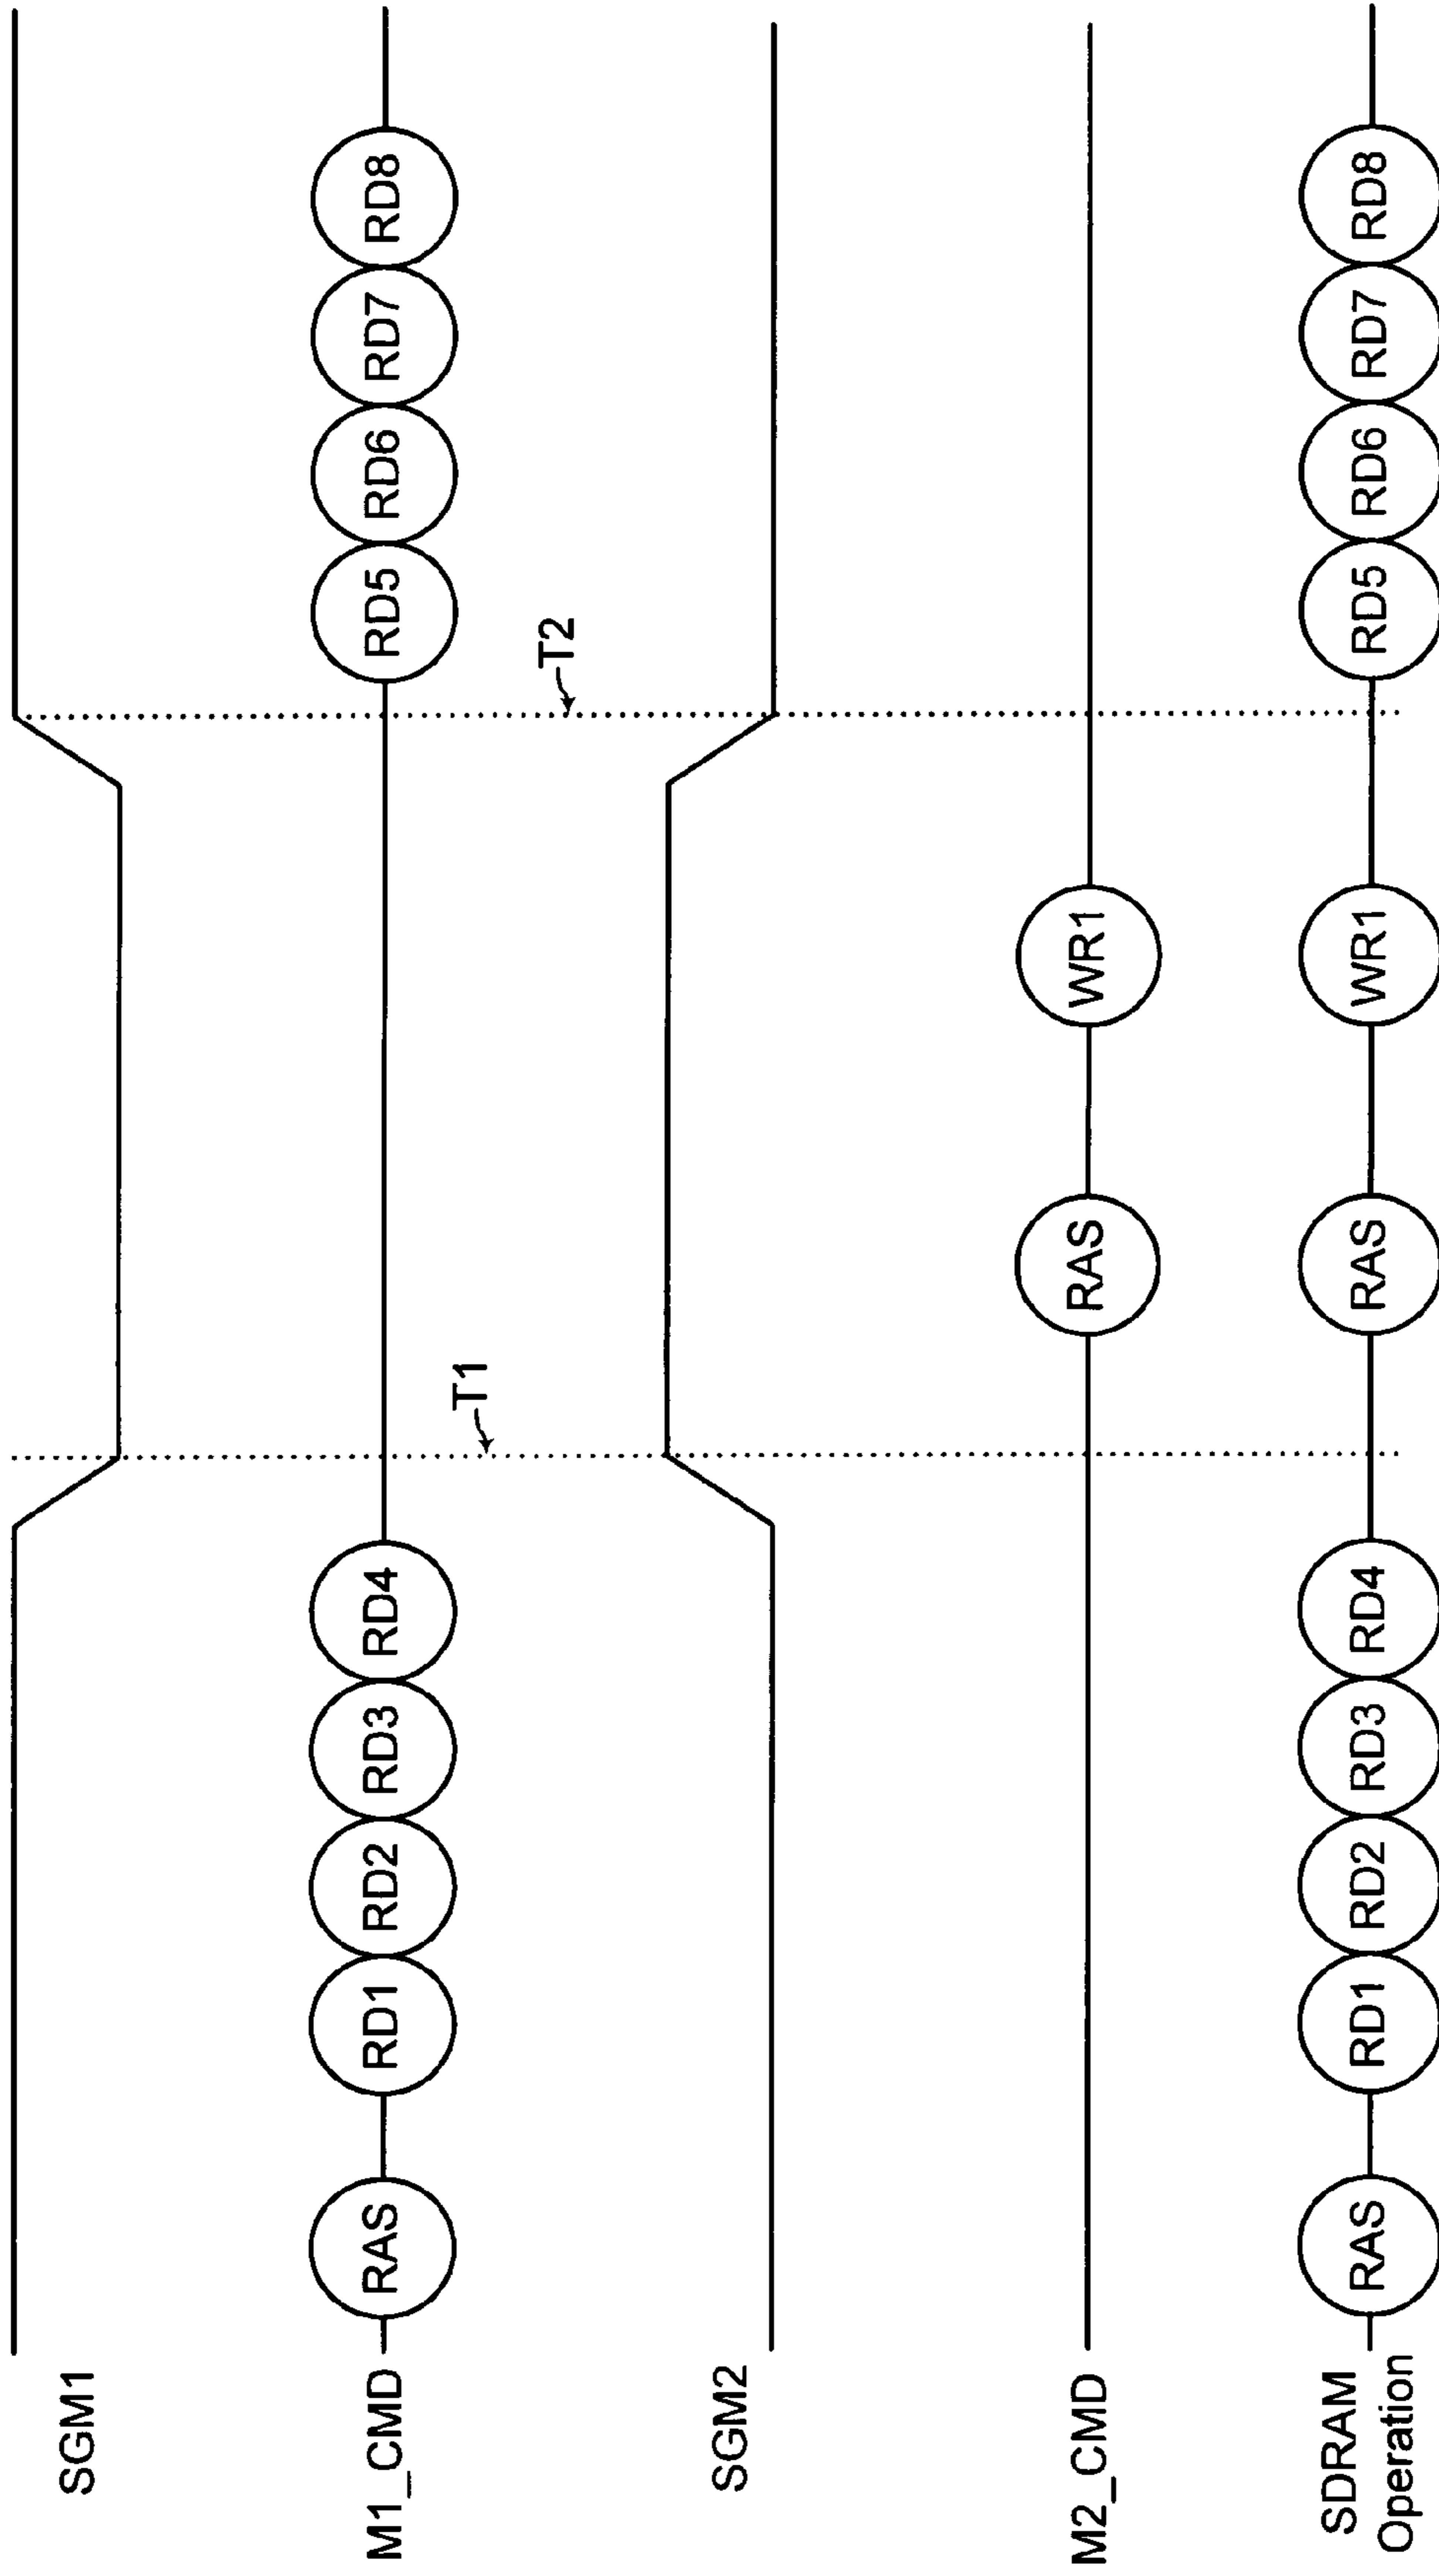 SGM1
M1_CMD
RAS
RD1
RD2
RD3
RD4
RD5
RD6
RD7
RD8
T1
T2
SGM2
M2_CMD
RAS
WR1
SDRAM
Operation
RAS
RD1
RD2
RD3
RD4
RAS
WR1
RD5
RD6
RD7
RD8